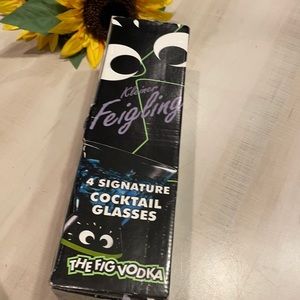 Kleiner
Feigling
4 SIGNATURE
COCKTAIL
GLASSES
THE FIG VODKA